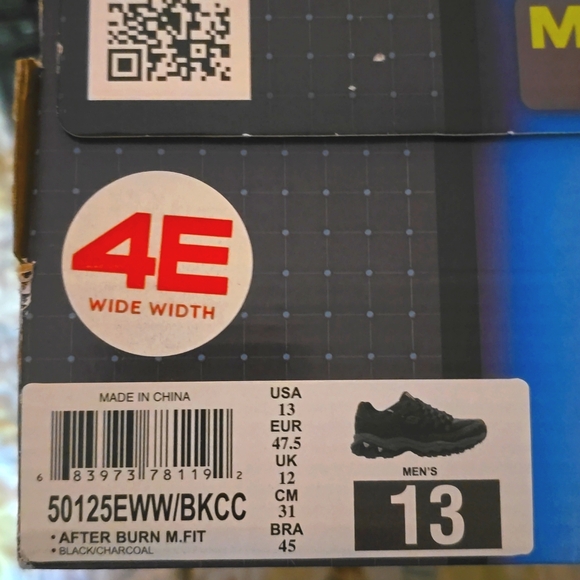 M
4E
WIDE WIDTH
MADE IN CHINA
6 83973 78119 2
50125EWW/BKCC
• AFTER BURN M.FIT
• BLACK/CHARCOAL
USA
13
EUR
47.5
UK
12
CM
31
BRA
45
MEN'S
13